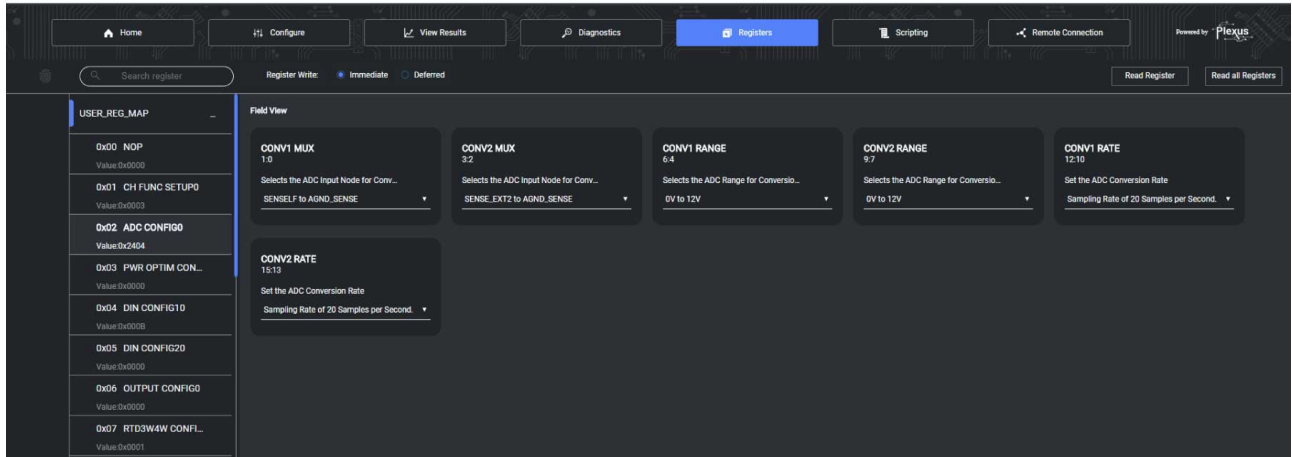 Home
Configure
View Results
Diagnostics
Registers
Scripting
Remote Connection
Powered by Plexus
Search register
Register Write: Immediate Deferred
Read Register
Read all Registers
USER_REG_MAP
0x00 NOP
Value:0x0000
0x01 CH FUNC SETUP0
Value:0x0003
0x02 ADC CONFIG0
Value:0x2404
0x03 PWR OPTIM CON...
Value:0x0000
0x04 DIN CONFIG10
Value:0x000B
0x05 DIN CONFIG20
Value:0x0000
0x06 OUTPUT CONFIG0
Value:0x0000
0x07 RTD3W4W CONFI...
Value:0x0001
Field View
CONV1 MUX
1:0
Selects the ADC Input Node for Conv...
SENSELF to AGND_SENSE
CONV2 MUX
3:2
Selects the ADC Input Node for Conv...
SENSE_EXT2 to AGND_SENSE
CONV1 RANGE
6:4
Selects the ADC Range for Conversio...
0V to 12V
CONV2 RANGE
9:7
Selects the ADC Range for Conversio...
0V to 12V
CONV1 RATE
12:10
Set the ADC Conversion Rate
Sampling Rate of 20 Samples per Second.
CONV2 RATE
15:13
Set the ADC Conversion Rate
Sampling Rate of 20 Samples per Second.